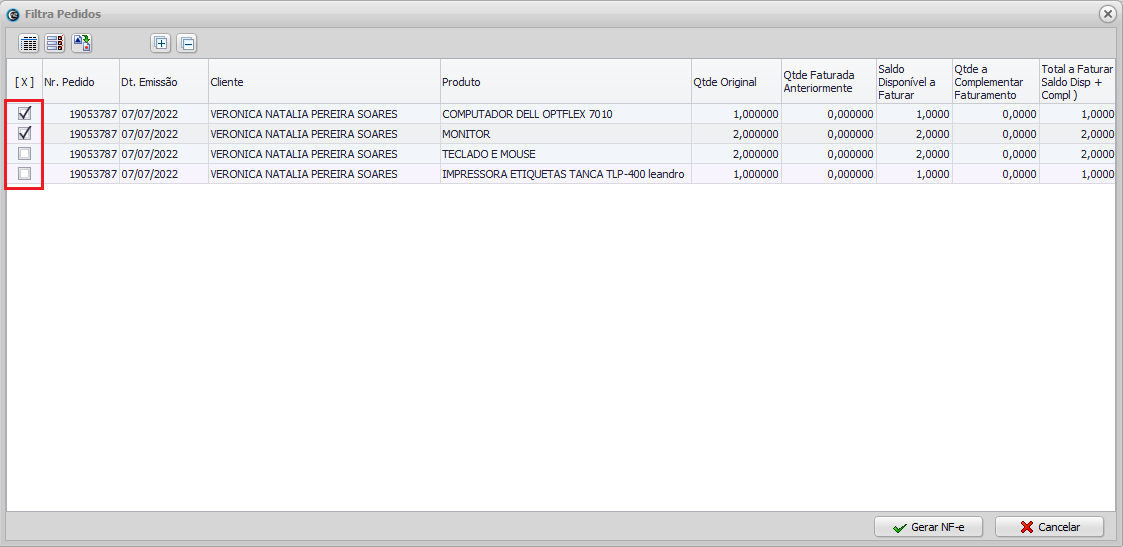 Filtra Pedidos
[ X ] Nr. Pedido Dt. Emissão Cliente Produto Qtde Original Qtde Faturada Anteriormente Saldo Disponível a Faturar Qtde a Complementar Faturamento Total a Faturar Saldo Disp + Compl )
19053787 07/07/2022 VERONICA NATALIA PEREIRA SOARES COMPUTADOR DELL OPTFLEX 7010 1,000000 0,000000 1,0000 0,0000 1,0000
19053787 07/07/2022 VERONICA NATALIA PEREIRA SOARES MONITOR 2,000000 0,000000 2,0000 0,0000 2,0000
19053787 07/07/2022 VERONICA NATALIA PEREIRA SOARES TECLADO E MOUSE 2,000000 0,000000 2,0000 0,0000 2,0000
19053787 07/07/2022 VERONICA NATALIA PEREIRA SOARES IMPRESSORA ETIQUETAS TANCA TLP-400 leandro 1,000000 0,000000 1,0000 0,0000 1,0000
Gerar NF-e Cancelar